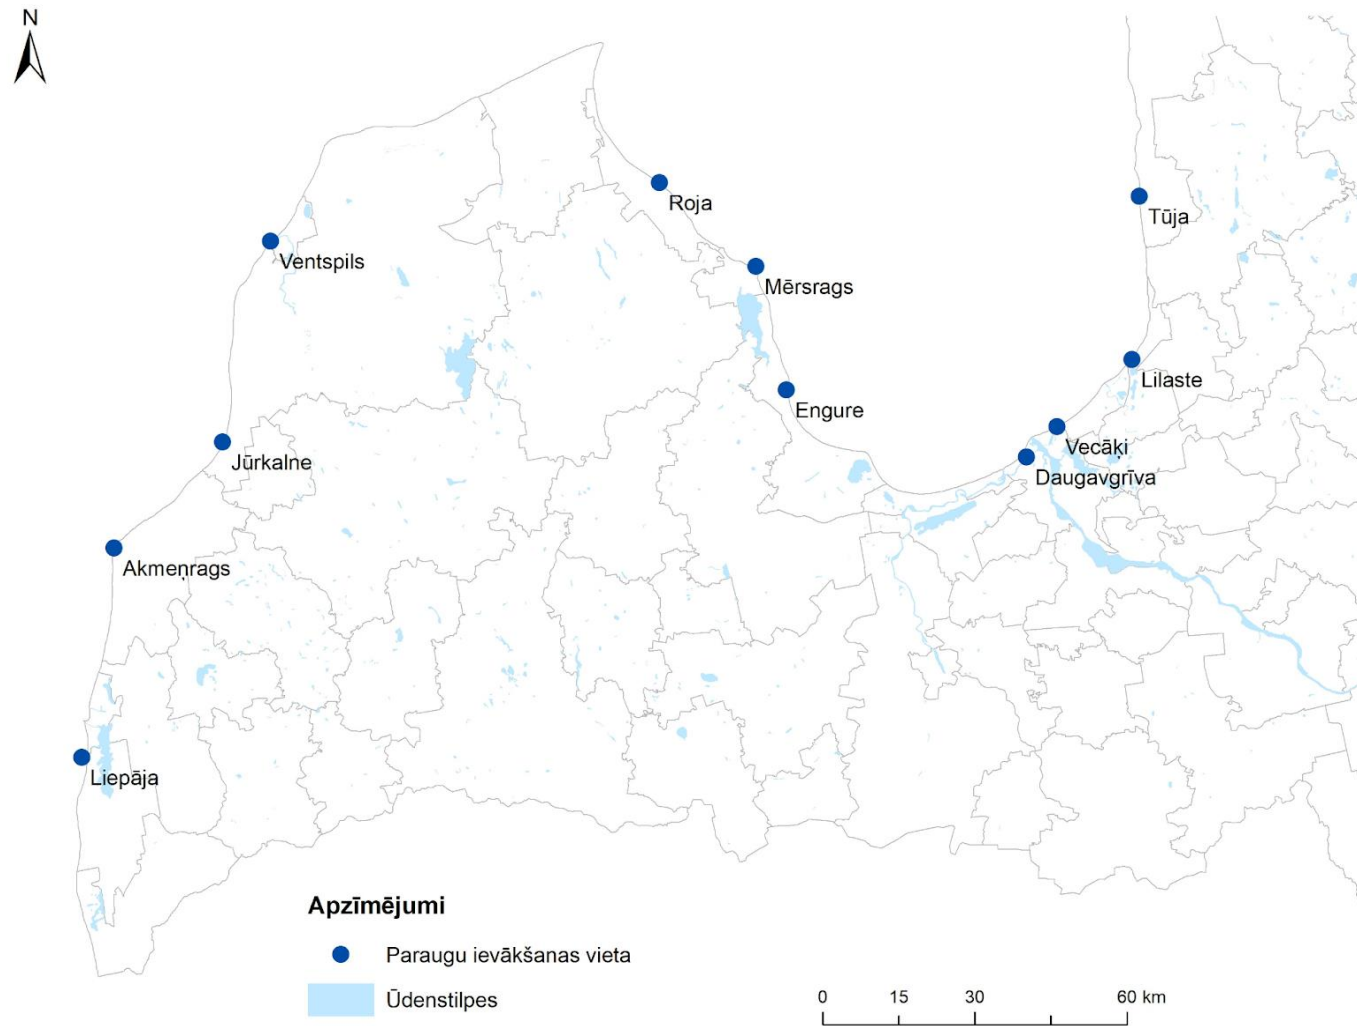 N
Roja
Tūja
Ventspils
Mērsrags
Lilaste
Engure
Vecāķi
Jūrkalne
Daugavgrīva
Akmeņrags
Liepāja
Apzīmējumi
Paraugu ievākšanas vieta
Ūdenstilpes
0 15 30 60 km